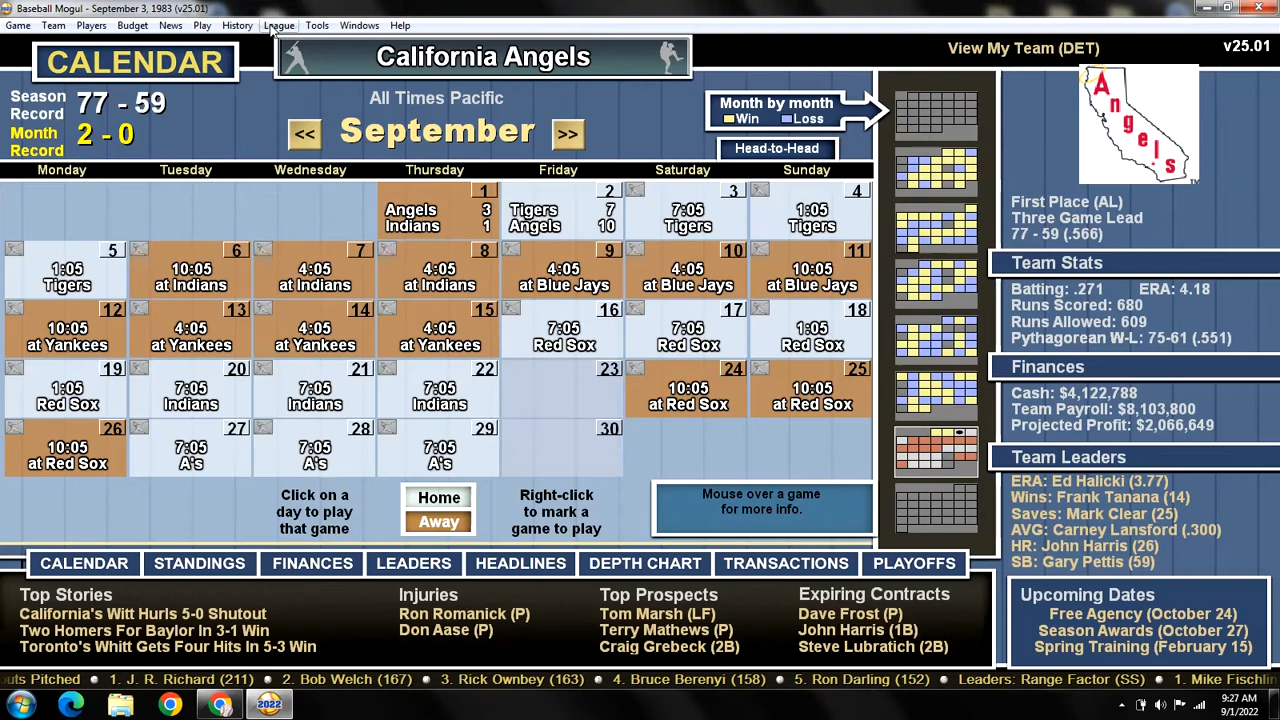 Baseball Mogul - September 3, 1983 (v25.01)
Game Team Players Budget News Play History League Tools Windows Help
CALENDAR
California Angels
View My Team (DET)
v25.01
Season Record 77 - 59
Month Record 2 - 0
All Times Pacific
<< September >>
Month by month
Win Loss
Head-to-Head
Monday Tuesday Wednesday Thursday Friday Saturday Sunday
1 2 3 4
Angels 3 Tigers 7 7:05 1:05
Indians 1 Angels 10 Tigers Tigers
5 6 7 8 9 10 11
1:05 10:05 4:05 4:05 4:05 4:05 10:05
Tigers at Indians at Indians at Indians at Blue Jays at Blue Jays at Blue Jays
12 13 14 15 16 17 18
10:05 4:05 4:05 4:05 7:05 7:05 1:05
at Yankees at Yankees at Yankees at Yankees Red Sox Red Sox Red Sox
19 20 21 22 23 24 25
1:05 7:05 7:05 7:05 10:05 10:05
Red Sox Indians Indians Indians at Red Sox at Red Sox
26 27 28 29 30
10:05 7:05 7:05 7:05
at Red Sox A's A's A's
Click on a
day to play
that game
Home
Away
Right-click
to mark a
game to play
Mouse over a game
for more info.
Angels
First Place (AL)
Three Game Lead
77 - 59 (.566)
Team Stats
Batting: .271 ERA: 4.18
Runs Scored: 680
Runs Allowed: 609
Pythagorean W-L: 75-61 (.551)
Finances
Cash: $4,122,788
Team Payroll: $8,103,800
Projected Profit: $2,066,649
Team Leaders
ERA: Ed Halicki (3.77)
Wins: Frank Tanana (14)
Saves: Mark Clear (25)
AVG: Carney Lansford (.300)
HR: John Harris (26)
SB: Gary Pettis (59)
CALENDAR STANDINGS FINANCES LEADERS HEADLINES DEPTH CHART TRANSACTIONS PLAYOFFS
Top Stories
California's Witt Hurls 5-0 Shutout
Two Homers For Baylor In 3-1 Win
Toronto's Whitt Gets Four Hits In 5-3 Win
Injuries
Ron Romanick (P)
Don Aase (P)
Top Prospects
Tom Marsh (LF)
Terry Mathews (P)
Craig Grebeck (2B)
Expiring Contracts
Dave Frost (P)
John Harris (1B)
Steve Lubratich (2B)
Upcoming Dates
Free Agency (October 24)
Season Awards (October 27)
Spring Training (February 15)
outs Pitched 1. J. R. Richard (211) 2. Bob Welch (167) 3. Rick Ownbey (163) 4. Bruce Berenyi (158) 5. Ron Darling (152) Leaders: Range Factor (SS) 1. Mike Fischlin
2022
9:27 AM
9/1/2022